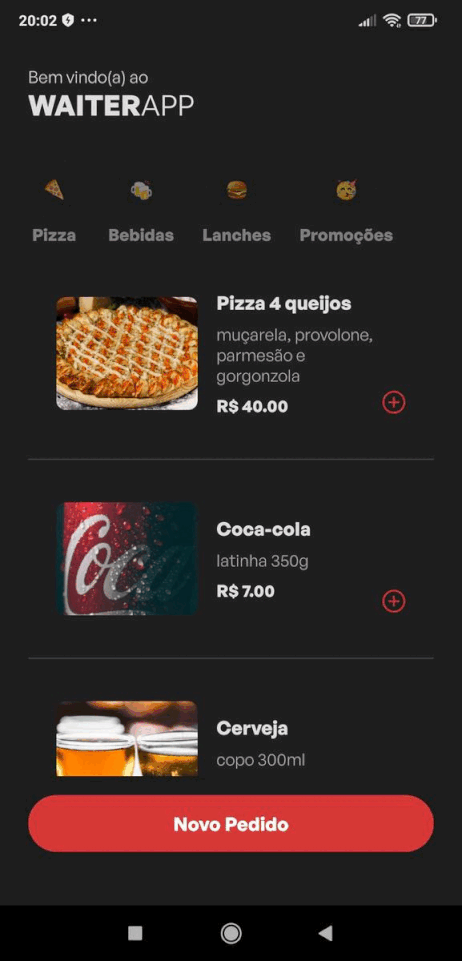 20:02
77
Bem vindo(a) ao
WAITERAPP
Pizza Bebidas Lanches Promoções
Pizza 4 queijos
muçarela, provolone,
parmesão e
gorgonzola
R$ 40.00
Coca-cola
latinha 350g
R$ 7.00
Coca
Cerveja
copo 300ml
Novo Pedido